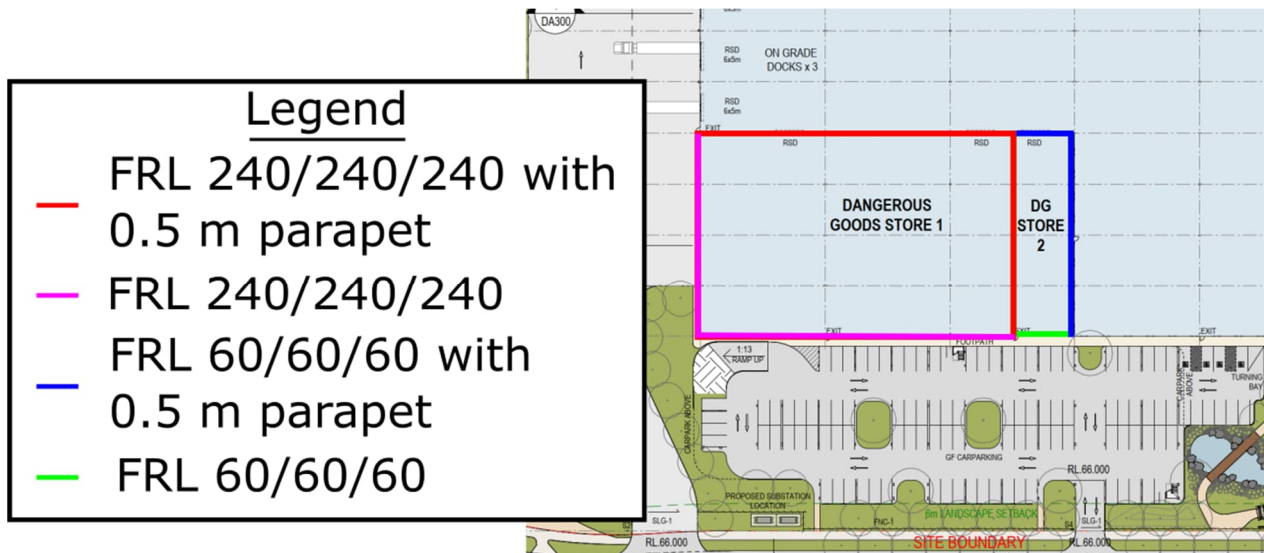 Legend
FRL 240/240/240 with
0.5 m parapet
FRL 240/240/240
FRL 60/60/60 with
0.5 m parapet
FRL 60/60/60
DA300
RSD
6x5m
ON GRADE
DOCKS x 3
RSD
6x5m
EXIT
RSD
RSD
RSD
DANGEROUS
GOODS STORE 1
DG
STORE
2
EXIT
EXIT
EXIT
FOOTPATH
1:13
RAMP UP
CARPARK ABOVE
CARPARK
ABOVE
TURNING
BAY
GF CARPARKING
RL.66.000
PROPOSED SUBSTATION
LOCATION
6m LANDSCAPE SETBACK
SLG-1
FNC-1
SLG-1
RL.66.000
SITE BOUNDARY
RL.66.000